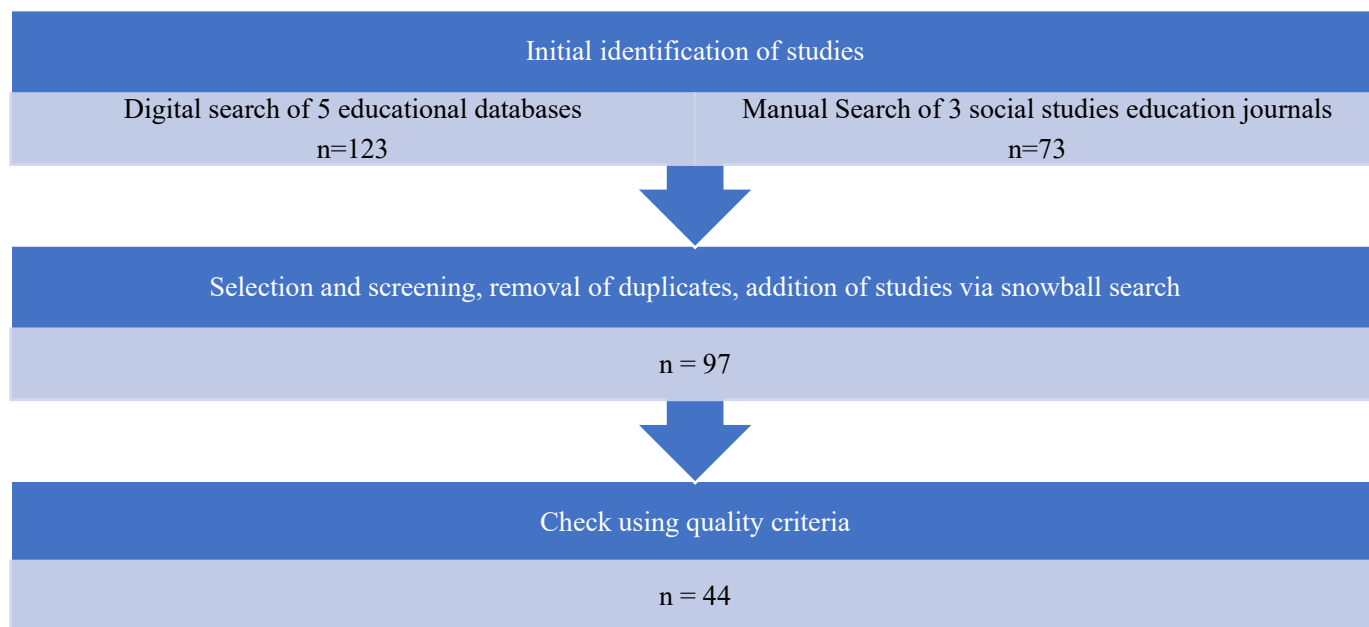 Initial identification of studies
Digital search of 5 educational databases
n=123
Manual Search of 3 social studies education journals
n=73
Selection and screening, removal of duplicates, addition of studies via snowball search
n = 97
Check using quality criteria
n = 44